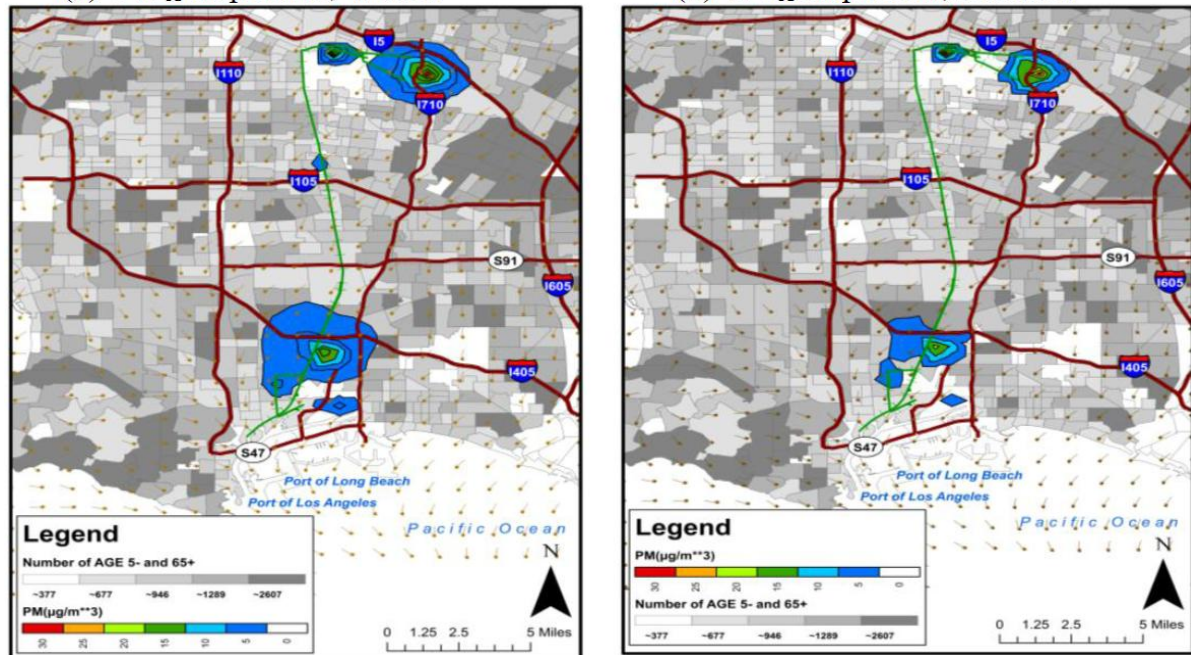 I5
I110
I710
I105
S91
I605
I405
S47
Port of Long Beach
Port of Los Angeles
Pacific Ocean
Legend
Number of AGE 5- and 65+
~377 ~677 ~946 ~1289 ~2607
PM(µg/m**3)
30 25 20 15 10 5 0
N
0 1.25 2.5 5 Miles
I5
I110
I710
I105
S91
I605
I405
S47
Port of Long Beach
Port of Los Angeles
Pacific Ocean
Legend
PM(µg/m**3)
30 25 20 15 10 5 0
Number of AGE 5- and 65+
~377 ~677 ~946 ~1289 ~2607
N
0 1.25 2.5 5 Miles